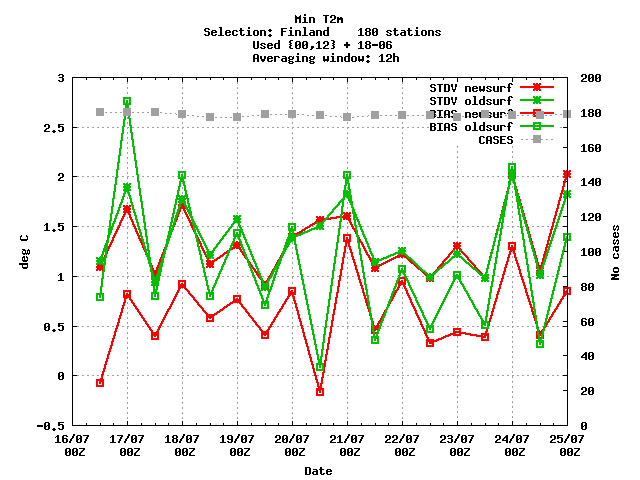 Min T2m
Selection: Finland 180 stations
Used {00,12} + 18-06
Averaging window: 12h
3 200
STDV newsurf
STDV oldsurf
BIAS newsurf
BIAS oldsurf
CASES
2.5
2
1.5
1
0.5
0
-0.5
180
160
140
120
100
80
60
40
20
0
deg C
No cases
16/07 17/07 18/07 19/07 20/07 21/07 22/07 23/07 24/07 25/07
00Z 00Z 00Z 00Z 00Z 00Z 00Z 00Z 00Z 00Z
Date